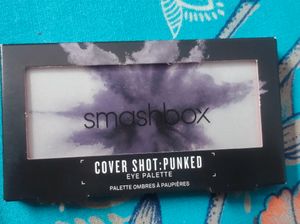 smashbox
COVER SHOT:PUNKED
EYE PALETTE
PALETTE OMBRES À PAUPIÈRES